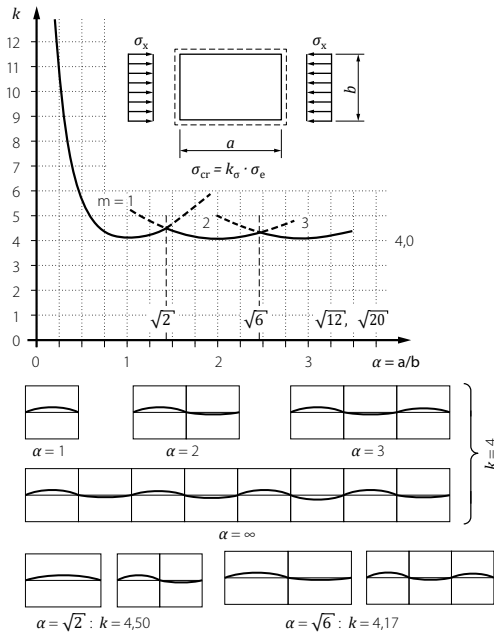 k
12
11
10
9
8
7
6
5
4
3
2
1
0
σx
σx
b
a
σcr = kσ · σe
m = 1
2
3
4,0
√2
√6
√12, √20
0
1
2
3
α = a/b
α = 1
α = 2
α = 3
k = 4
α = ∞
α = √2 : k = 4,50
α = √6 : k = 4,17